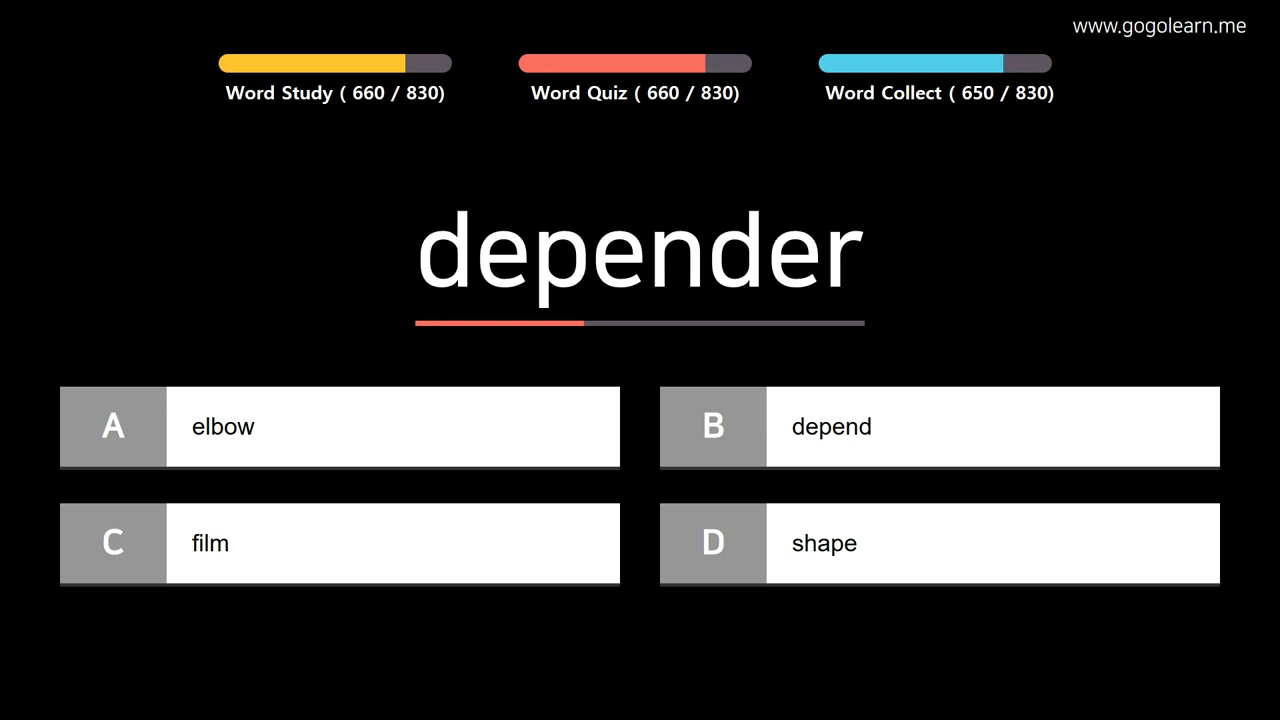 www.gogolearn.me
Word Study ( 660 / 830)
Word Quiz ( 660 / 830)
Word Collect ( 650 / 830)
depender
A elbow
B depend
C film
D shape